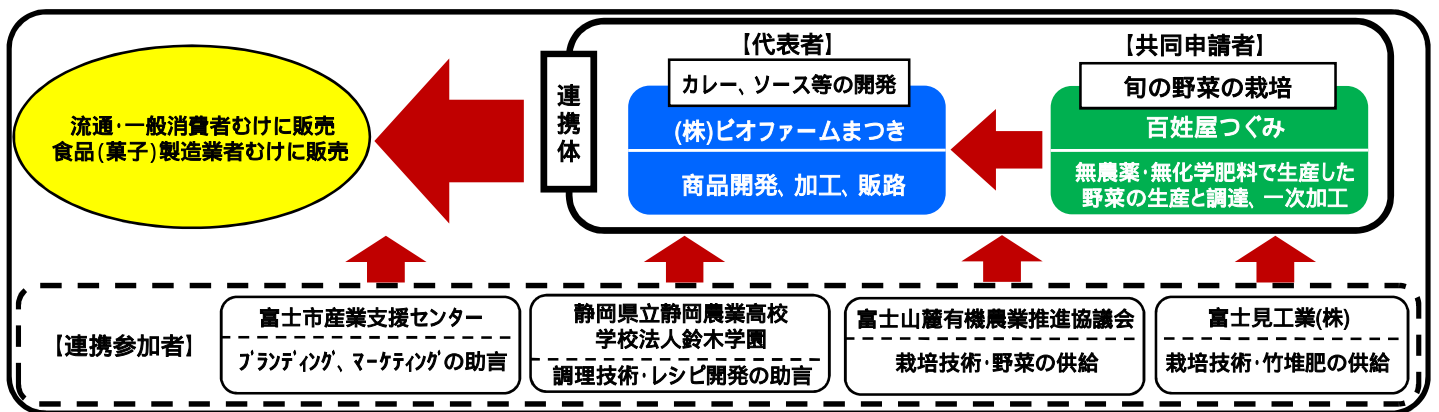 【代表者】
【共同申請者】
連携体
カレー、ソース等の開発
旬の野菜の栽培
流通・一般消費者むけに販売
食品(菓子)製造業者むけに販売
(株)ビオファームまつき
百姓屋つぐみ
商品開発、加工、販路
無農薬・無化学肥料で生産した
野菜の生産と調達、一次加工
【連携参加者】
富士市産業支援センター
ブランディング、マーケティングの助言
静岡県立静岡農業高校
学校法人鈴木学園
調理技術・レシピ開発の助言
富士山麓有機農業推進協議会
栽培技術・野菜の供給
富士見工業(株)
栽培技術・竹堆肥の供給